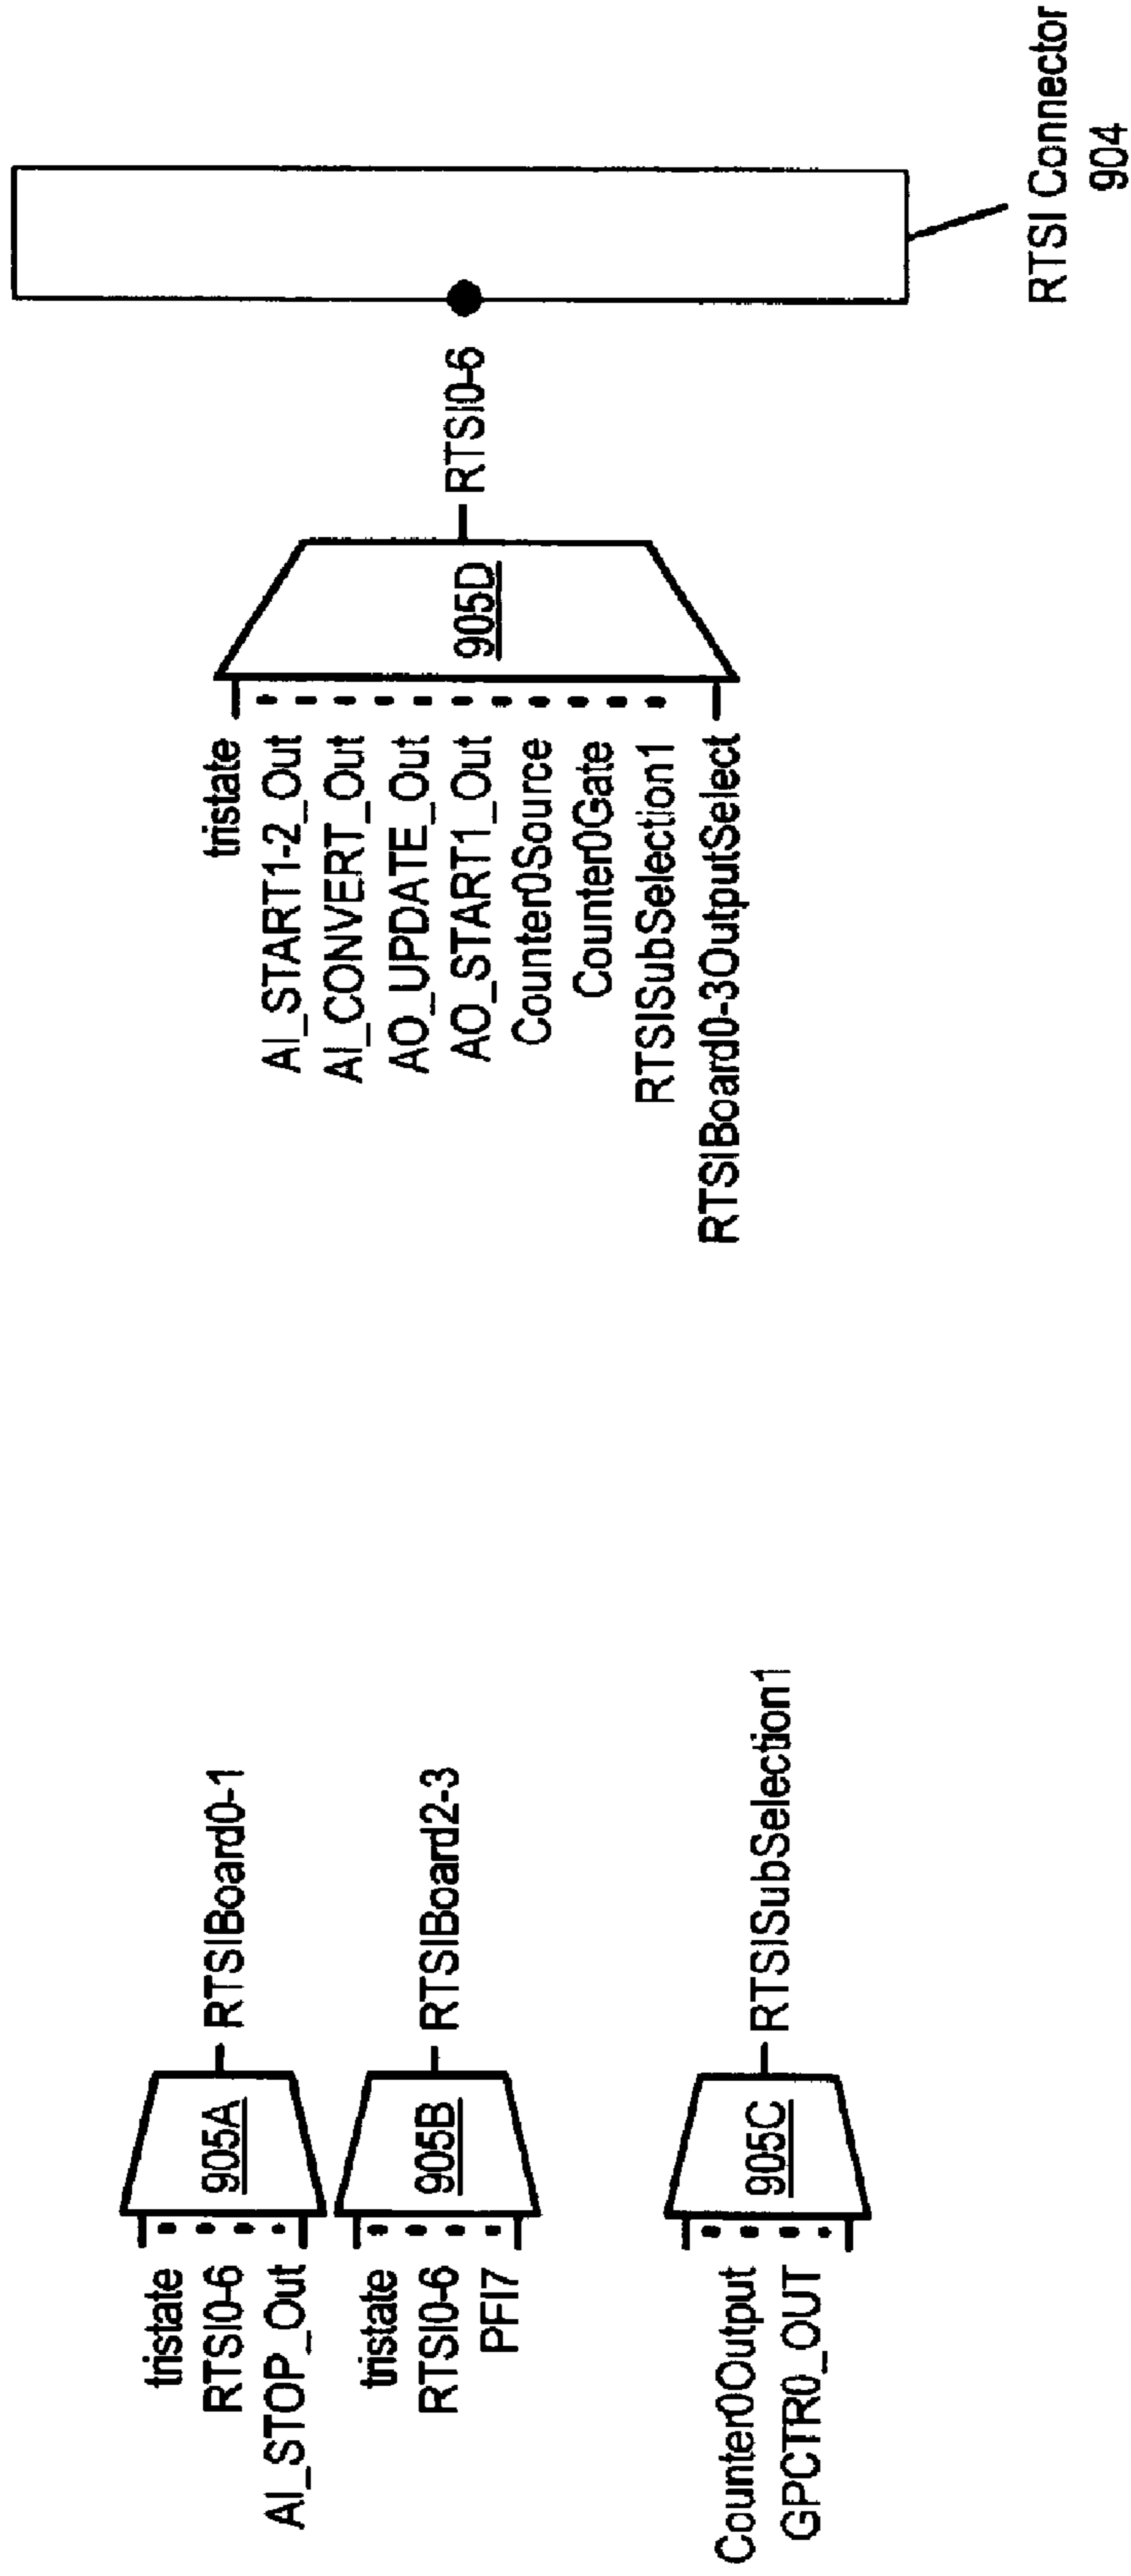 tristate
RTSI0-6
AI_STOP_Out
905A
RTSIBoard0-1
tristate
RTSI0-6
PFI7
905B
RTSIBoard2-3
Counter0Output
GPCTR0_OUT
905C
RTSISubSelection1
tristate
AI_START1-2_Out
AI_CONVERT_Out
AO_UPDATE_Out
AO_START1_Out
Counter0Source
Counter0Gate
RTSISubSelection1
RTSIBoard0-3OutputSelect
905D
RTSI0-6
RTSI Connector
904